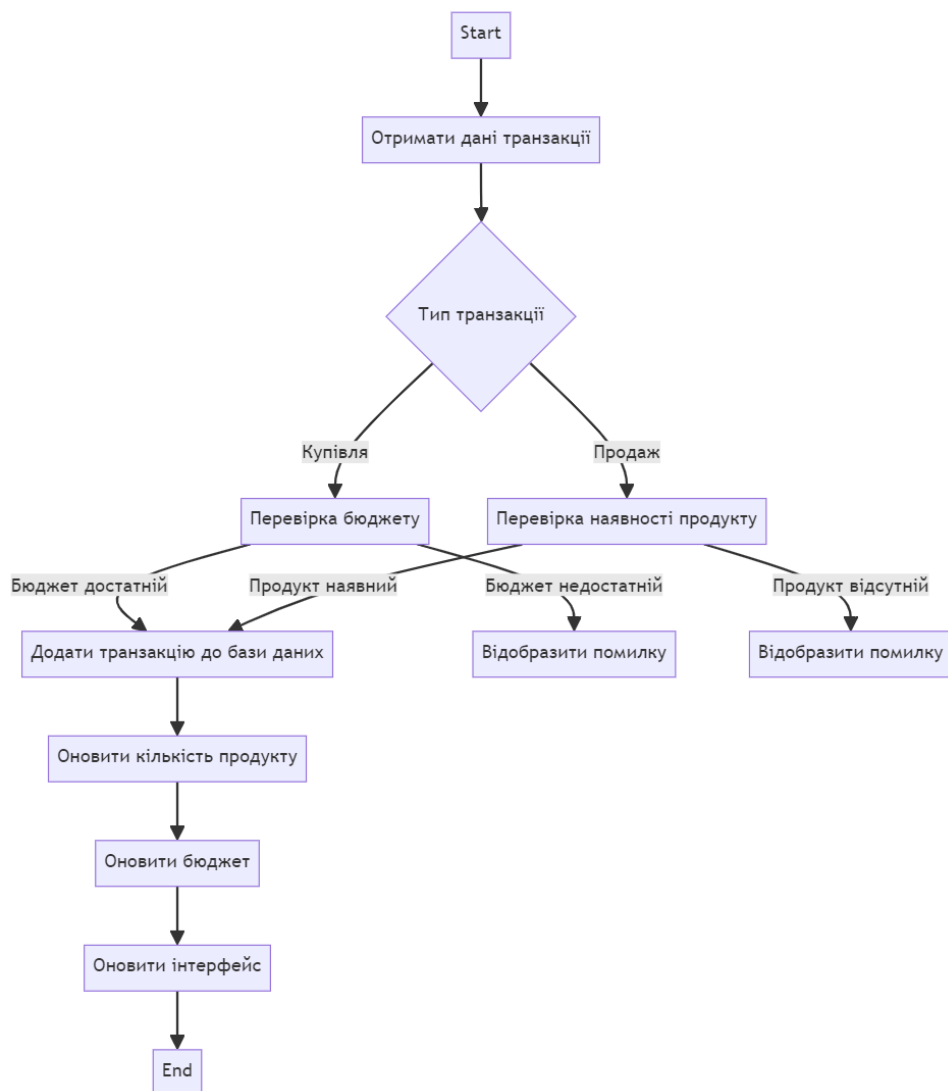 Start
Отримати дані транзакції
Тип транзакції
Купівля
Продаж
Перевірка бюджету
Перевірка наявності продукту
Бюджет достатній
Продукт наявний
Бюджет недостатній
Продукт відсутній
Додати транзакцію до бази даних
Відобразити помилку
Відобразити помилку
Оновити кількість продукту
Оновити бюджет
Оновити інтерфейс
End